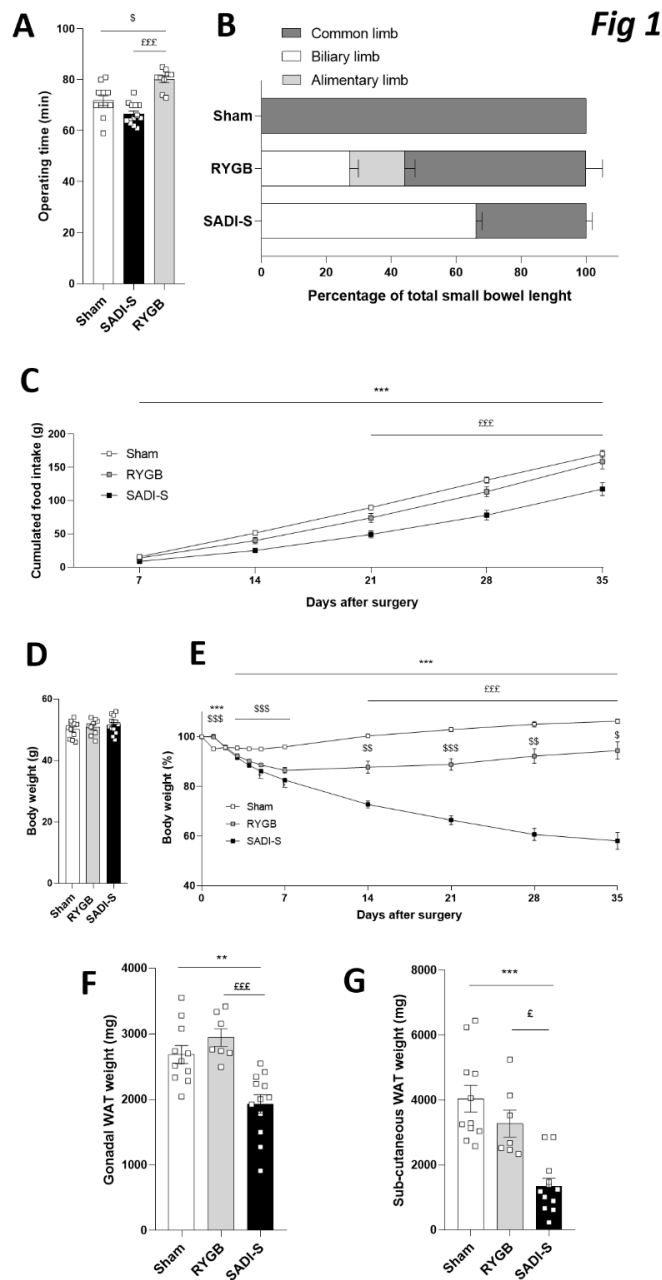 Fig 1
A
$
£££
Operating time (min)
100
80
60
40
20
0
Sham
SADI-S
RYGB
B
Common limb
Biliary limb
Alimentary limb
Sham
RYGB
SADI-S
0 20 40 60 80 100
Percentage of total small bowel lenght
C
***
£££
Cumulated food intake (g)
200
150
100
50
0
Sham
RYGB
SADI-S
7 14 21 28 35
Days after surgery
D
Body weight (g)
60
40
20
0
Sham
RYGB
SADI-S
E
***
*** $$$ £££
$$$
$$ $$$ $$ $
Body weight (%)
100
80
60
40
Sham
RYGB
SADI-S
0 7 14 21 28 35
Days after surgery
F
**
£££
Gonadal WAT weight (mg)
4000
3000
2000
1000
0
Sham
RYGB
SADI-S
G
***
£
Sub-cutaneous WAT weight (mg)
8000
6000
4000
2000
0
Sham
RYGB
SADI-S